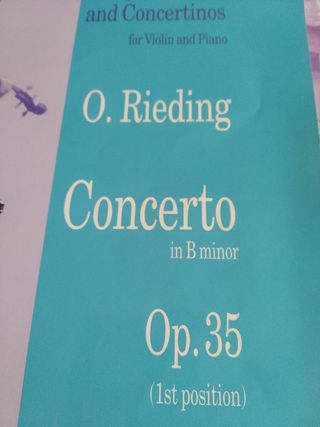 and Concertinos
for Violin and Piano
O. Rieding
Concerto
in B minor
Op. 35
(1st position)